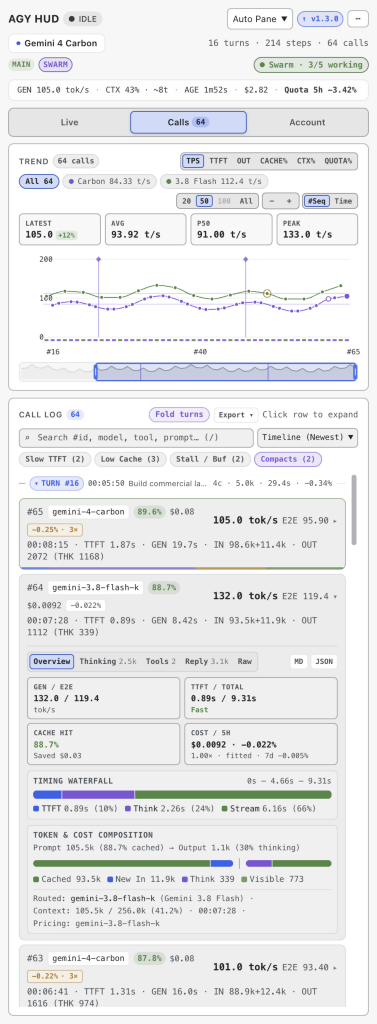 AGY HUD ● IDLE Auto Pane ▼ ↑ v1.3.0 ⋯
● Gemini 4 Carbon 16 turns · 214 steps · 64 calls
MAIN SWARM ● Swarm · 3/5 working
GEN 105.0 tok/s · CTX 43% · ~8t · AGE 1m52s · $2.82 · Quota 5h −3.42%
Live Calls 64 Account
TREND 64 calls TPS TTFT OUT CACHE% CTX% QUOTA%
All 64 ● Carbon 84.33 t/s ● 3.8 Flash 112.4 t/s
20 50 100 All − + #Seq Time
LATEST AVG P50 PEAK
105.0 +12% 93.92 t/s 91.00 t/s 133.0 t/s
200
100
0
#16 #40 #65
CALL LOG 64 Fold turns Export ▾ Click row to expand
⌕ Search #id, model, tool, prompt… (/) Timeline (Newest) ▼
Slow TTFT (2) Low Cache (3) Stall / Buf (2) Compacts (2)
▾ TURN #16 00:05:50 Build commercial la… 4c · 5.0k · 29.4s · −0.34%
#65 gemini-4-carbon 89.6% $0.08 105.0 tok/s E2E 95.90 ▸
−0.25% · 3×
00:08:15 · TTFT 1.87s · GEN 19.7s · IN 98.6k+11.4k · OUT
2072 (THK 1168)
#64 gemini-3.8-flash-k 88.7% 132.0 tok/s E2E 119.4 ▾
$0.0092 −0.022%
00:07:28 · TTFT 0.89s · GEN 8.42s · IN 93.5k+11.9k · OUT
1112 (THK 339)
Overview Thinking 2.5k Tools 2 Reply 3.1k Raw MD JSON
GEN / E2E TTFT / TOTAL
132.0 / 119.4 0.89s / 9.31s
tok/s Fast
CACHE HIT COST / 5H
88.7% $0.0092 · −0.022%
Saved $0.03 1.00× · fitted · 7d −0.005%
TIMING WATERFALL 0s — 4.66s — 9.31s
TTFT 0.89s (10%) Think 2.26s (24%) Stream 6.16s (66%)
TOKEN & COST COMPOSITION
Prompt 105.5k (88.7% cached) → Output 1.1k (30% thinking)
Cached 93.5k New In 11.9k Think 339 Visible 773
Routed: gemini-3.8-flash-k (Gemini 3.8 Flash) ·
Context: 105.5k / 256.0k (41.2%) · 00:07:28 ·
Pricing: gemini-3.8-flash-k
#63 gemini-4-carbon 87.8% $0.08 101.0 tok/s E2E 93.40 ▸
−0.22% · 3×
00:06:41 · TTFT 1.31s · GEN 16.0s · IN 88.9k+12.4k · OUT
1616 (THK 974)